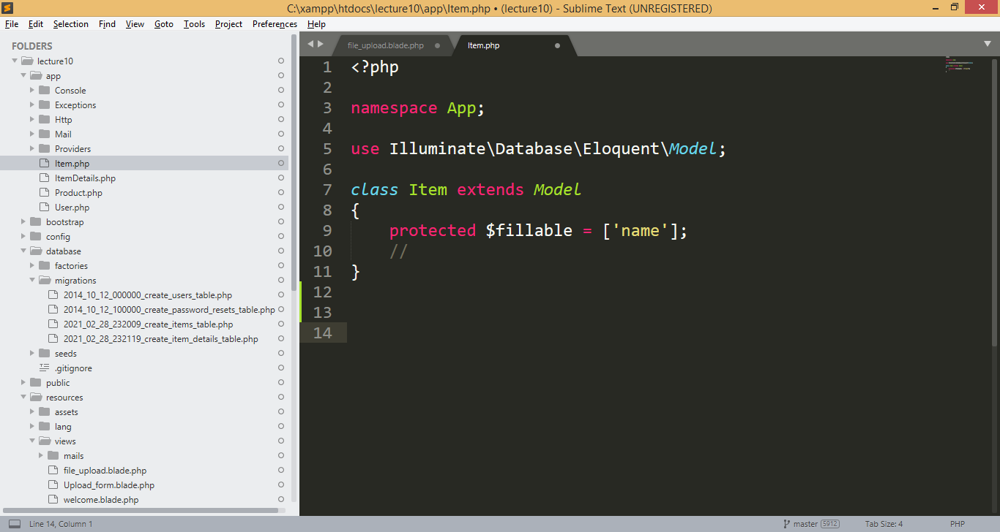 C:\xampp\htdocs\lecture10\app\Item.php • (lecture10) - Sublime Text (UNREGISTERED)
File Edit Selection Find View Goto Tools Project Preferences Help
FOLDERS
lecture10
app
Console
Exceptions
Http
Mail
Providers
Item.php
ItemDetails.php
Product.php
User.php
bootstrap
config
database
factories
migrations
2014_10_12_000000_create_users_table.php
2014_10_12_100000_create_password_resets_table.php
2021_02_28_232009_create_items_table.php
2021_02_28_232119_create_item_details_table.php
seeds
.gitignore
public
resources
assets
lang
views
mails
file_upload.blade.php
Upload_form.blade.php
welcome.blade.php
file_upload.blade.php Item.php
1 <?php
2
3 namespace App;
4
5 use Illuminate\Database\Eloquent\Model;
6
7 class Item extends Model
8 {
9 protected $fillable = ['name'];
10 //
11 }
12
13
14
Line 14, Column 1 master 5912 Tab Size: 4 PHP